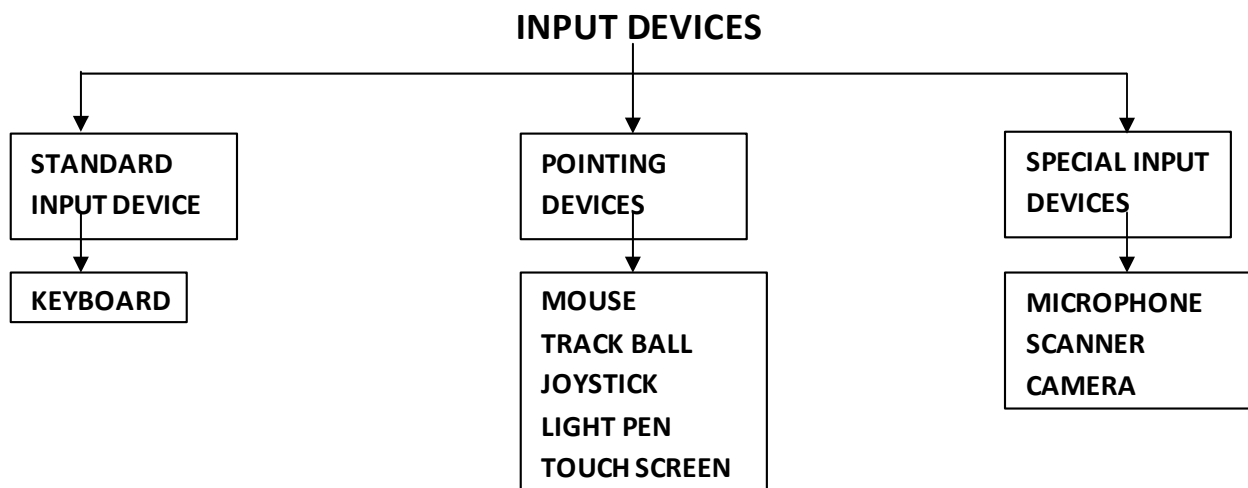 INPUT DEVICES
STANDARD
INPUT DEVICE
KEYBOARD
POINTING
DEVICES
MOUSE
TRACK BALL
JOYSTICK
LIGHT PEN
TOUCH SCREEN
SPECIAL INPUT
DEVICES
MICROPHONE
SCANNER
CAMERA